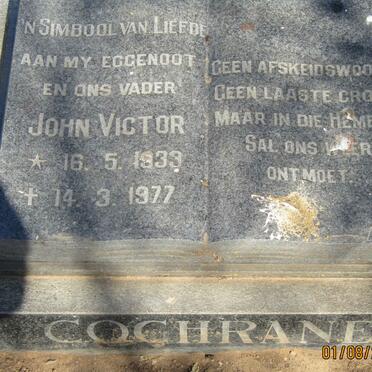 'N SIMBOOL VAN LIEFDE
AAN MY EGGENOOT
EN ONS VADER
JOHN VICTOR
* 16. 5. 1933
+ 14. 3. 1977
GEEN AFSKEIDSWOO
GEEN LAASTE GRO
MAAR IN DIE HEME
SAL ONS WEER
ONTMOET.
COCHRANE
01/08/